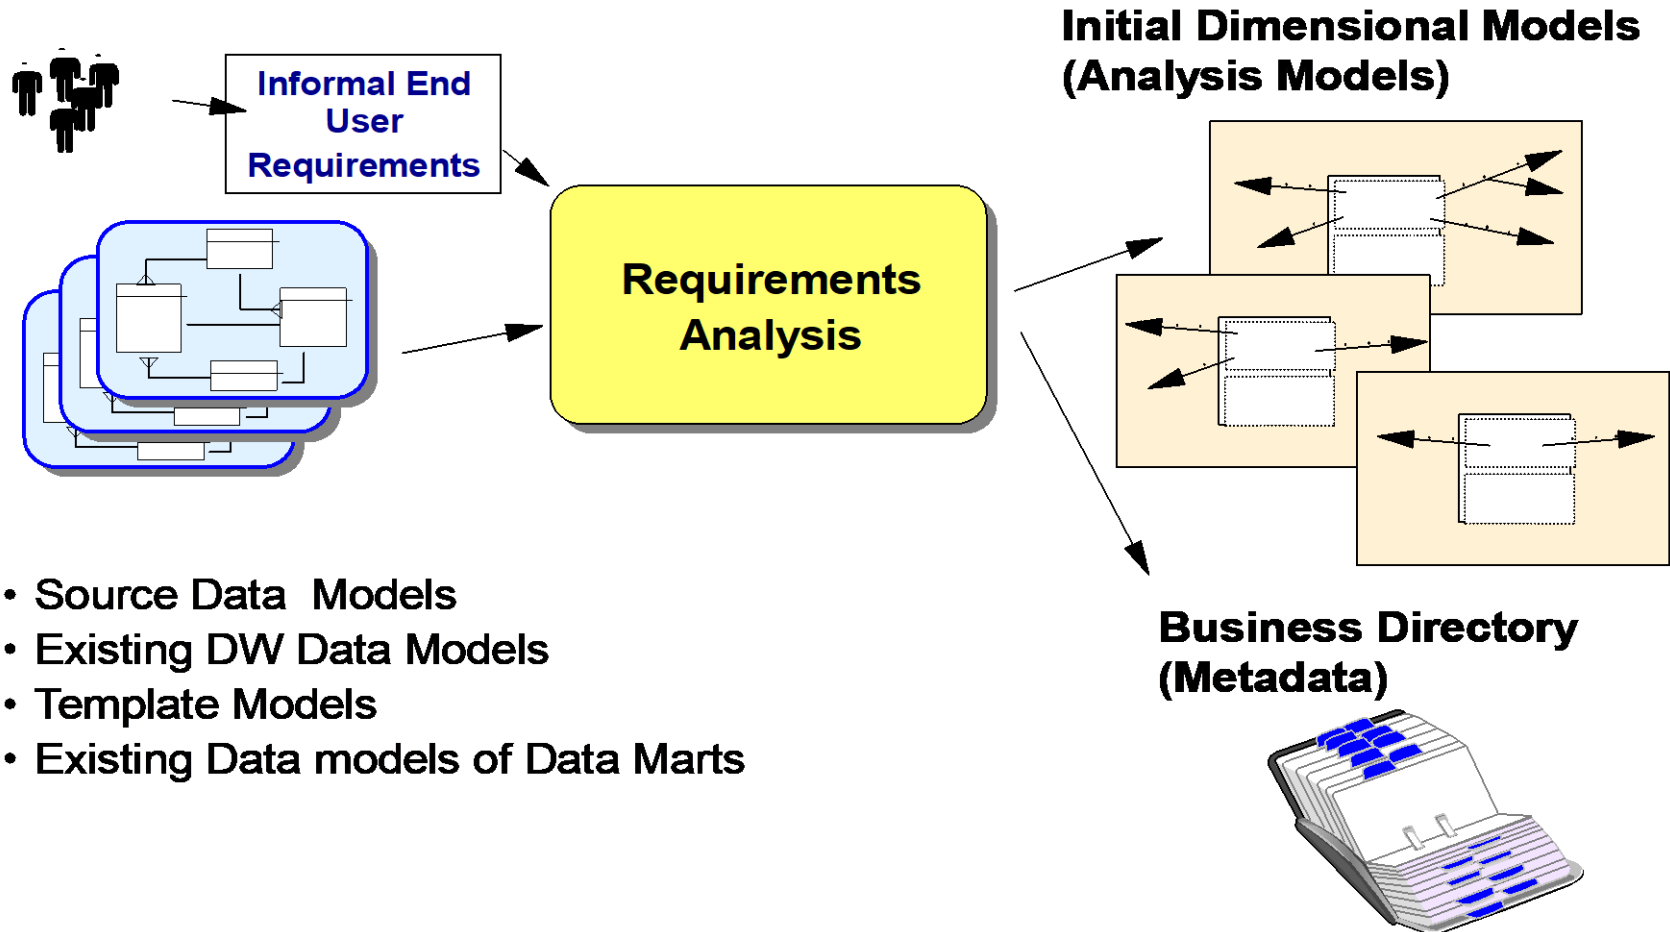 Initial Dimensional Models
(Analysis Models)
Informal End
User
Requirements
Requirements
Analysis
• Source Data  Models
• Existing DW Data Models
• Template Models
• Existing Data models of Data Marts
Business Directory
(Metadata)